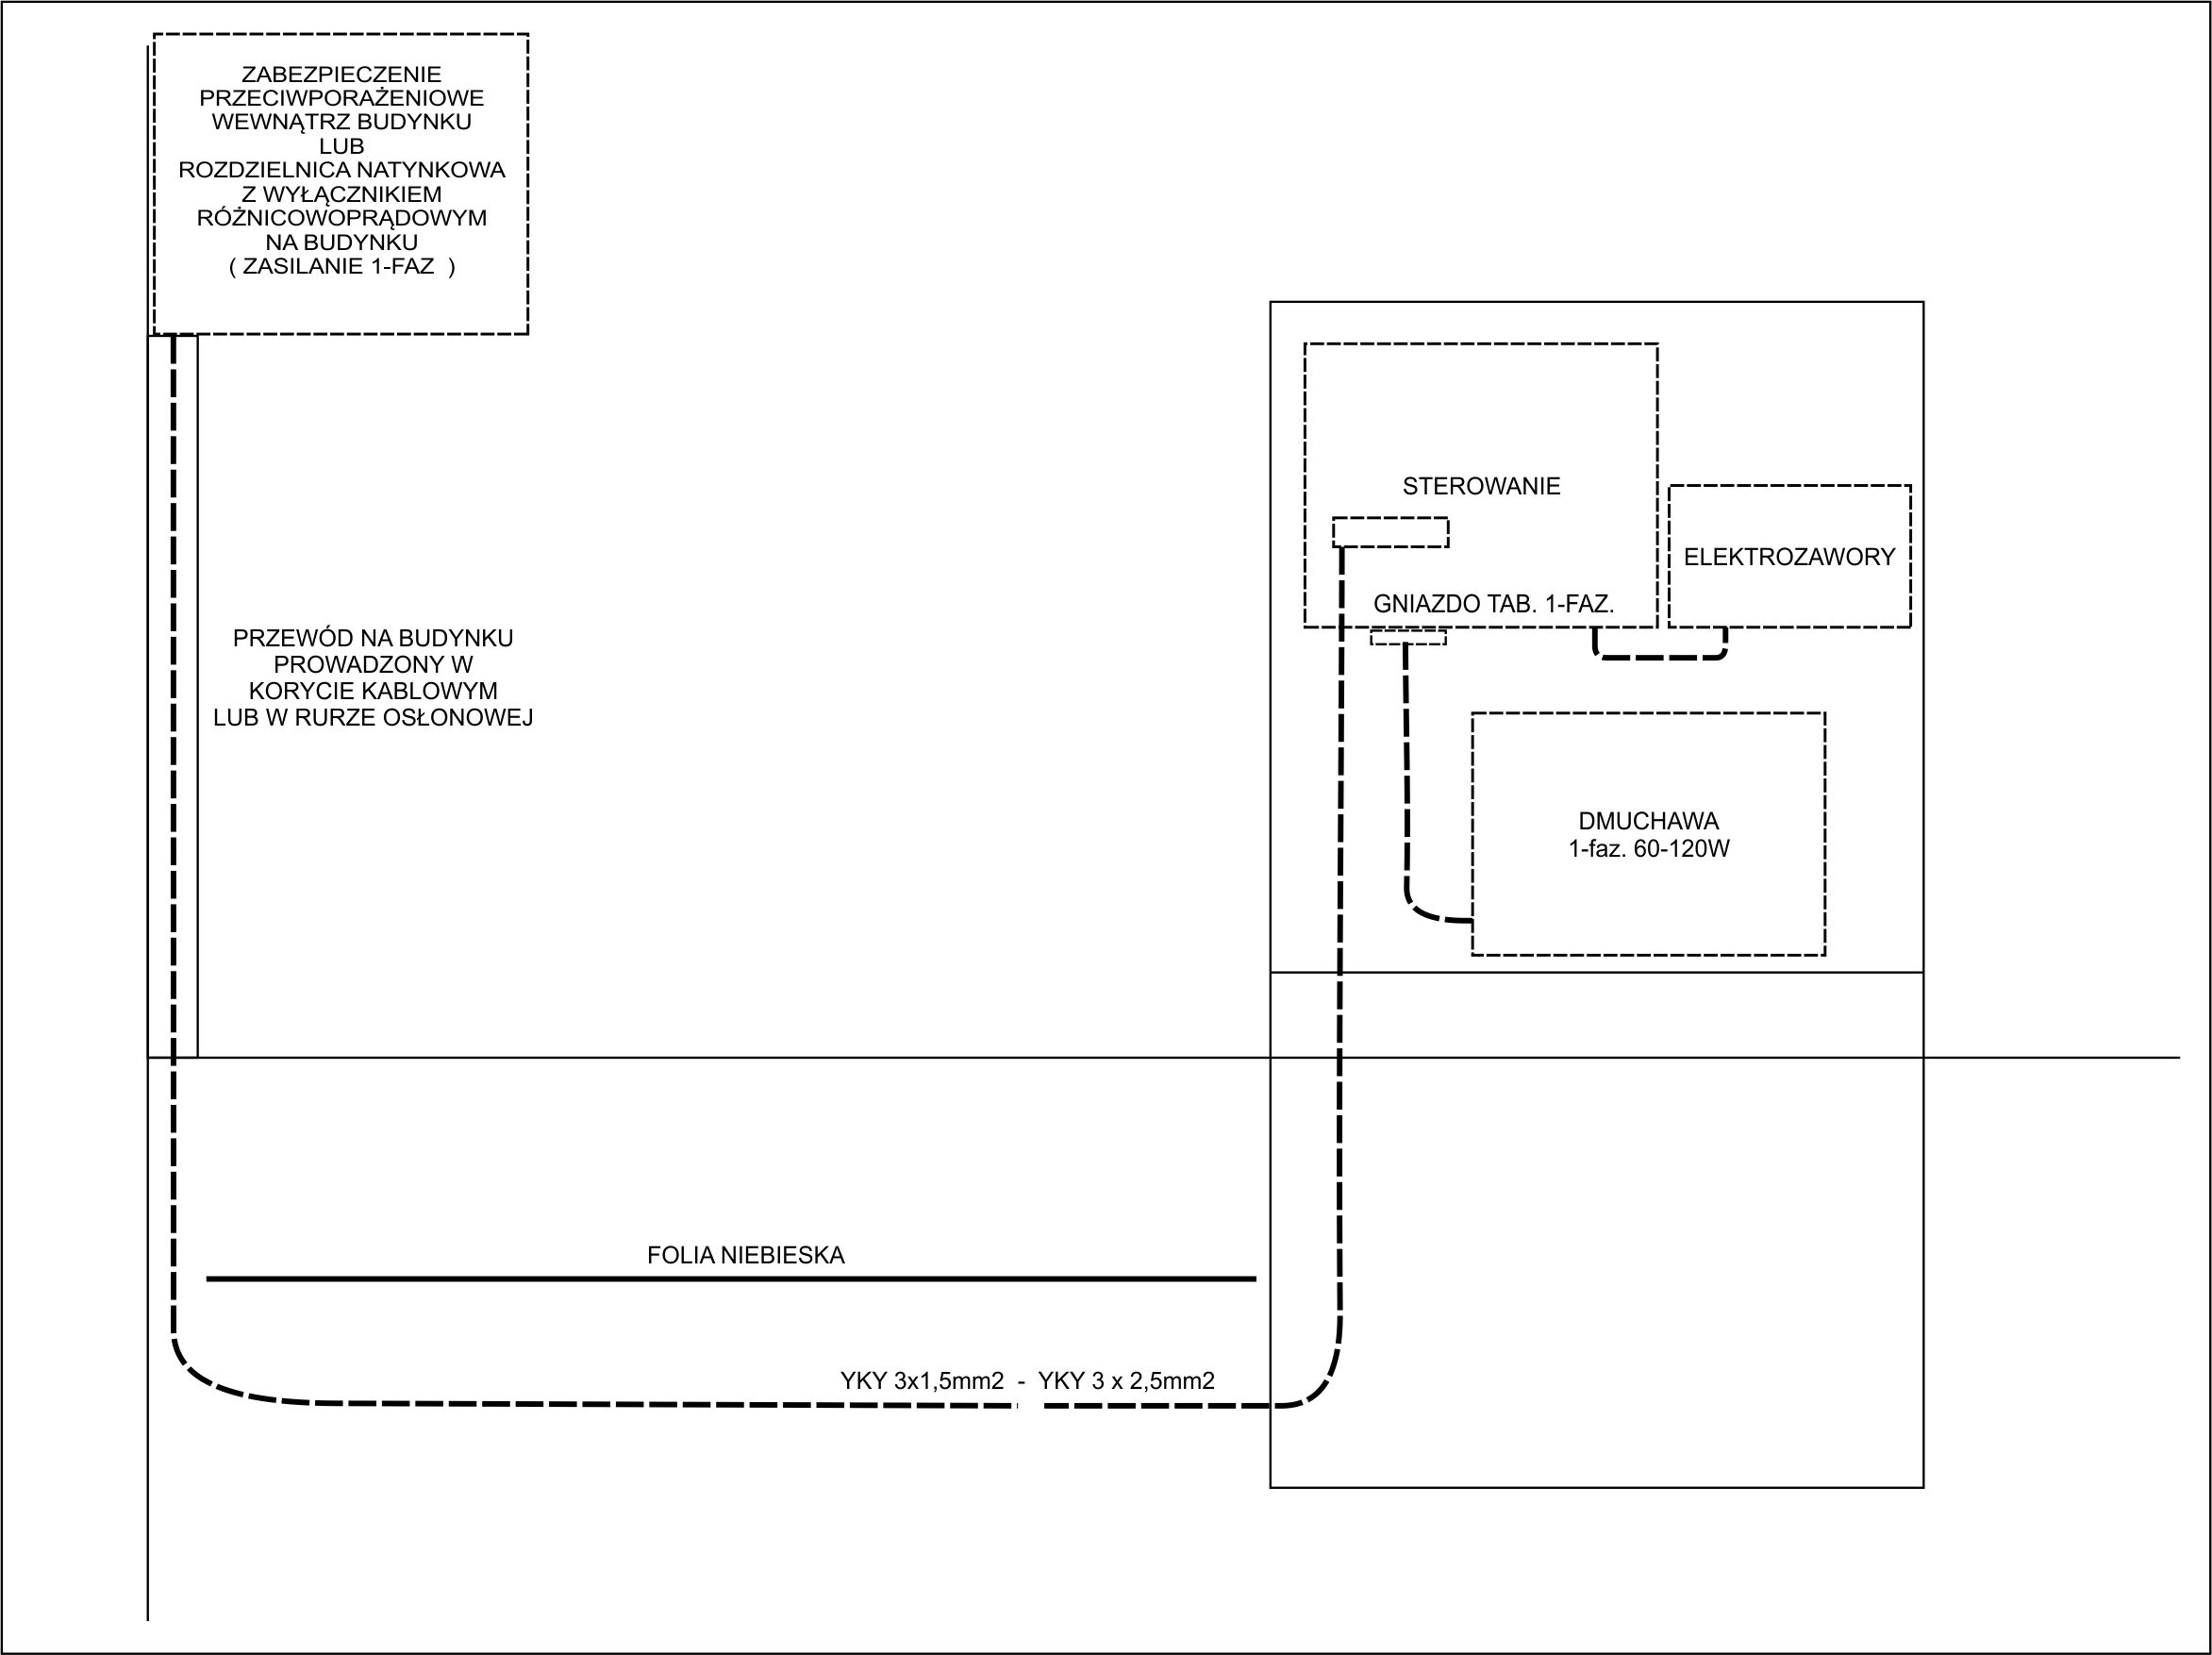 ZABEZPIECZENIE
PRZECIWPORAŻENIOWE
WEWNĄTRZ BUDYNKU
LUB
ROZDZIELNICA NATYNKOWA
Z WYŁĄCZNIKIEM
RÓŻNICOWOPRĄDOWYM
NA BUDYNKU
( ZASILANIE 1-FAZ )
STEROWANIE
ELEKTROZAWORY
GNIAZDO TAB. 1-FAZ.
PRZEWÓD NA BUDYNKU
PROWADZONY W
KORYCIE KABLOWYM
LUB W RURZE OSŁONOWEJ
DMUCHAWA
1-faz. 60-120W
FOLIA NIEBIESKA
YKY 3x1,5mm2 - YKY 3 x 2,5mm2